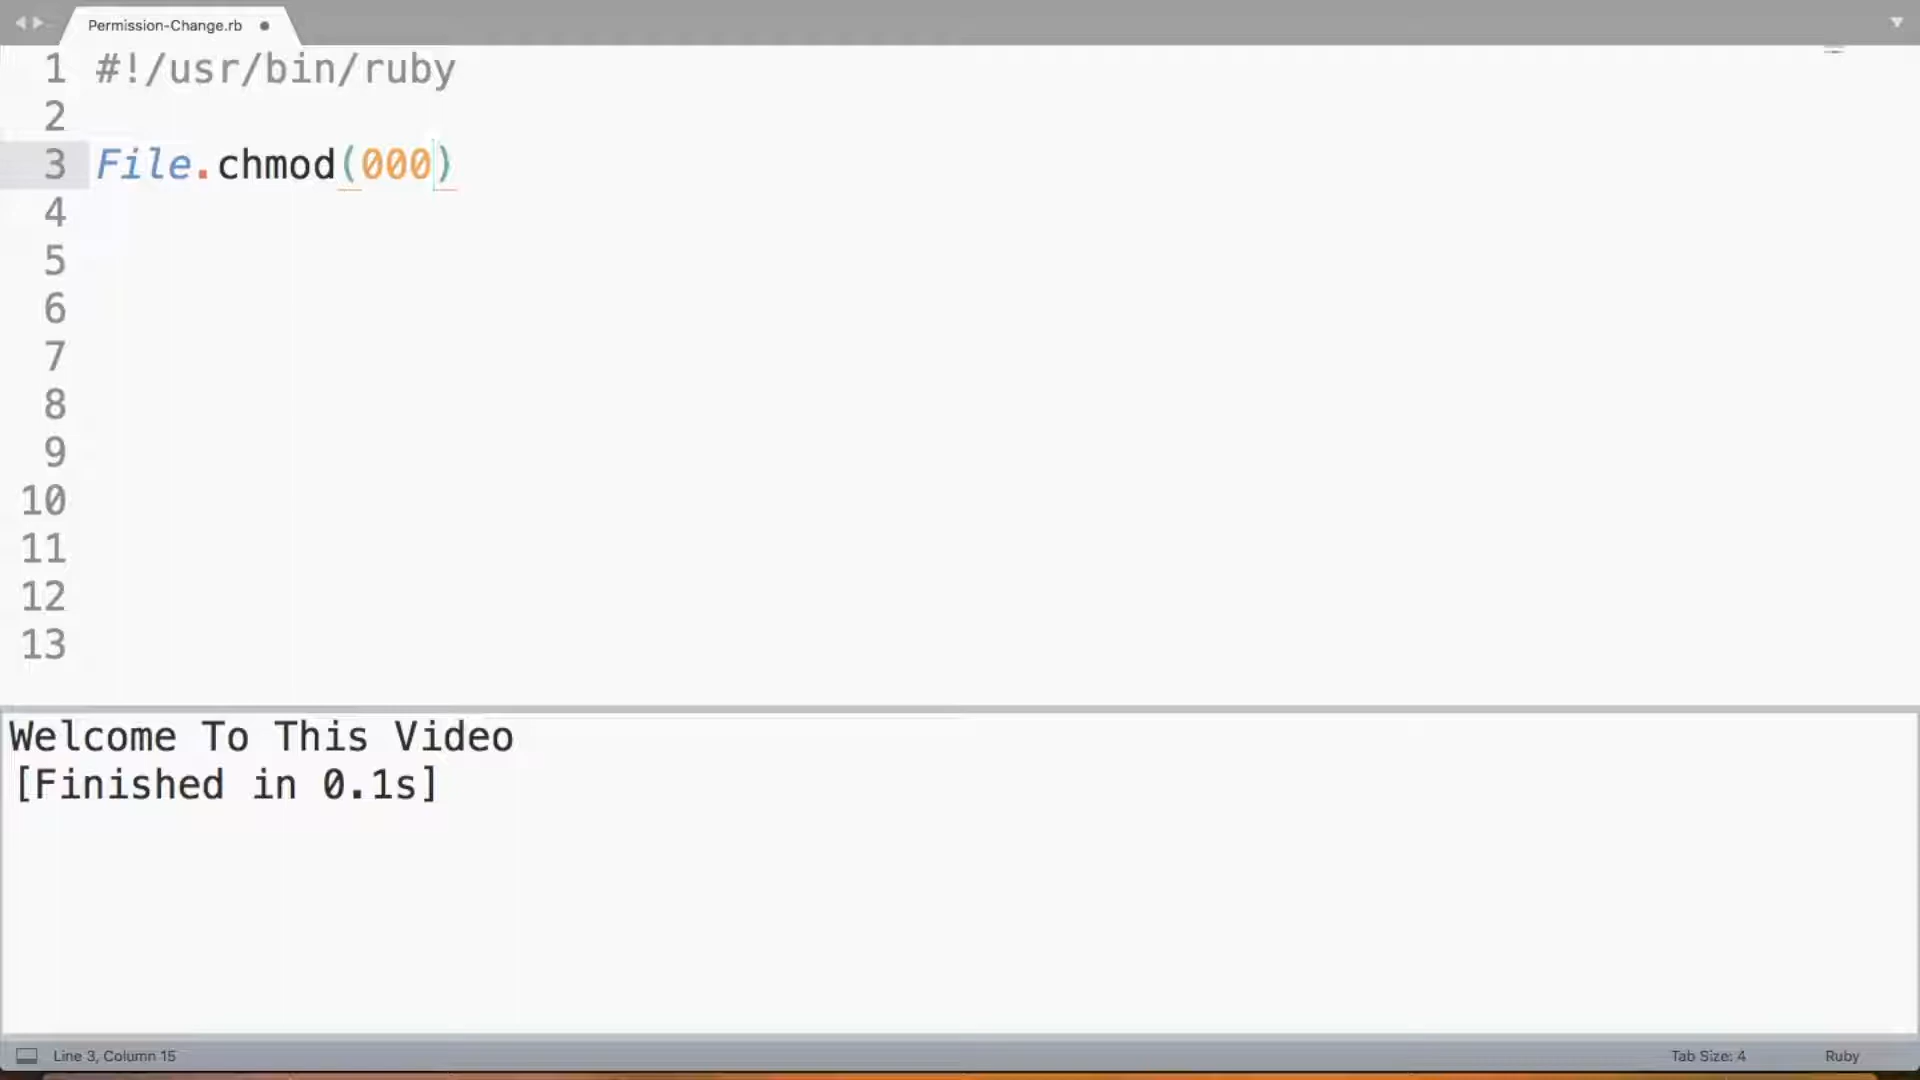 Permission-Change.rb
1 #!/usr/bin/ruby
2
3 File.chmod(000)
4
5
6
7
8
9
10
11
12
13
Welcome To This Video
[Finished in 0.1s]
Line 3, Column 15
Tab Size: 4
Ruby